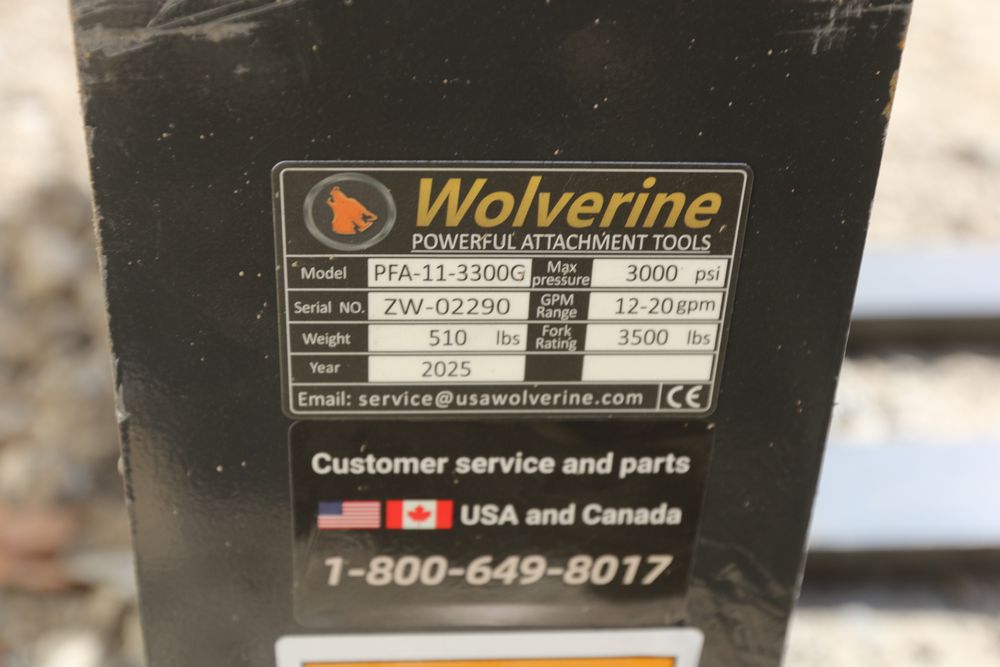 Wolverine
POWERFUL ATTACHMENT TOOLS
Model PFA-11-3300G Max pressure 3000 psi
Serial NO. ZW-02290 GPM Range 12-20 gpm
Weight 510 lbs Fork Rating 3500 lbs
Year 2025
Email: service@usawolverine.com CE
Customer service and parts
USA and Canada
1-800-649-8017